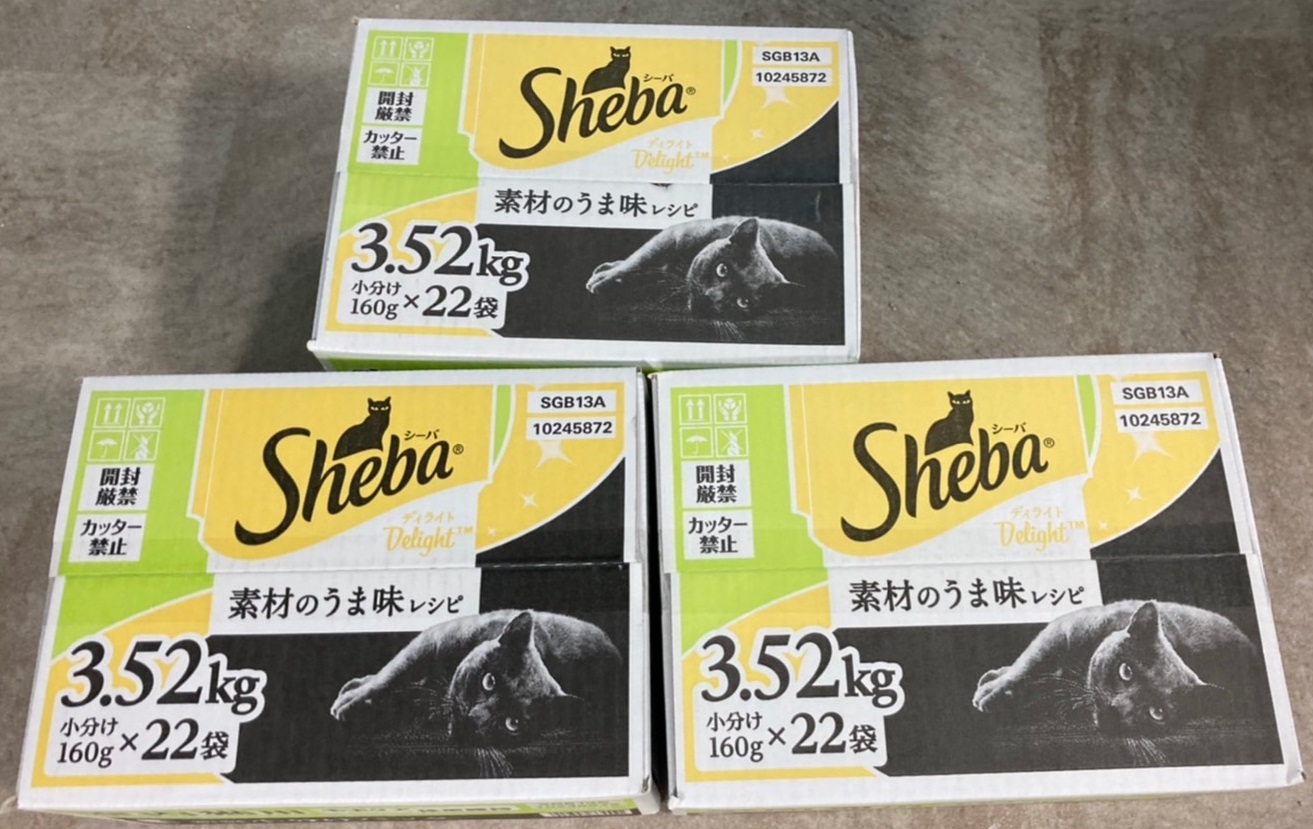 開封
厳禁
カッター
禁止
シーバ
Sheba®
ディライト
Delight™
SGB13A
10245872
素材のうま味レシピ
3.52kg
小分け
160g×22袋
開封
厳禁
カッター
禁止
シーバ
Sheba®
ディライト
Delight™
SGB13A
10245872
素材のうま味レシピ
3.52kg
小分け
160g×22袋
開封
厳禁
カッター
禁止
シーバ
Sheba®
ディライト
Delight™
SGB13A
10245872
素材のうま味レシピ
3.52kg
小分け
160g×22袋